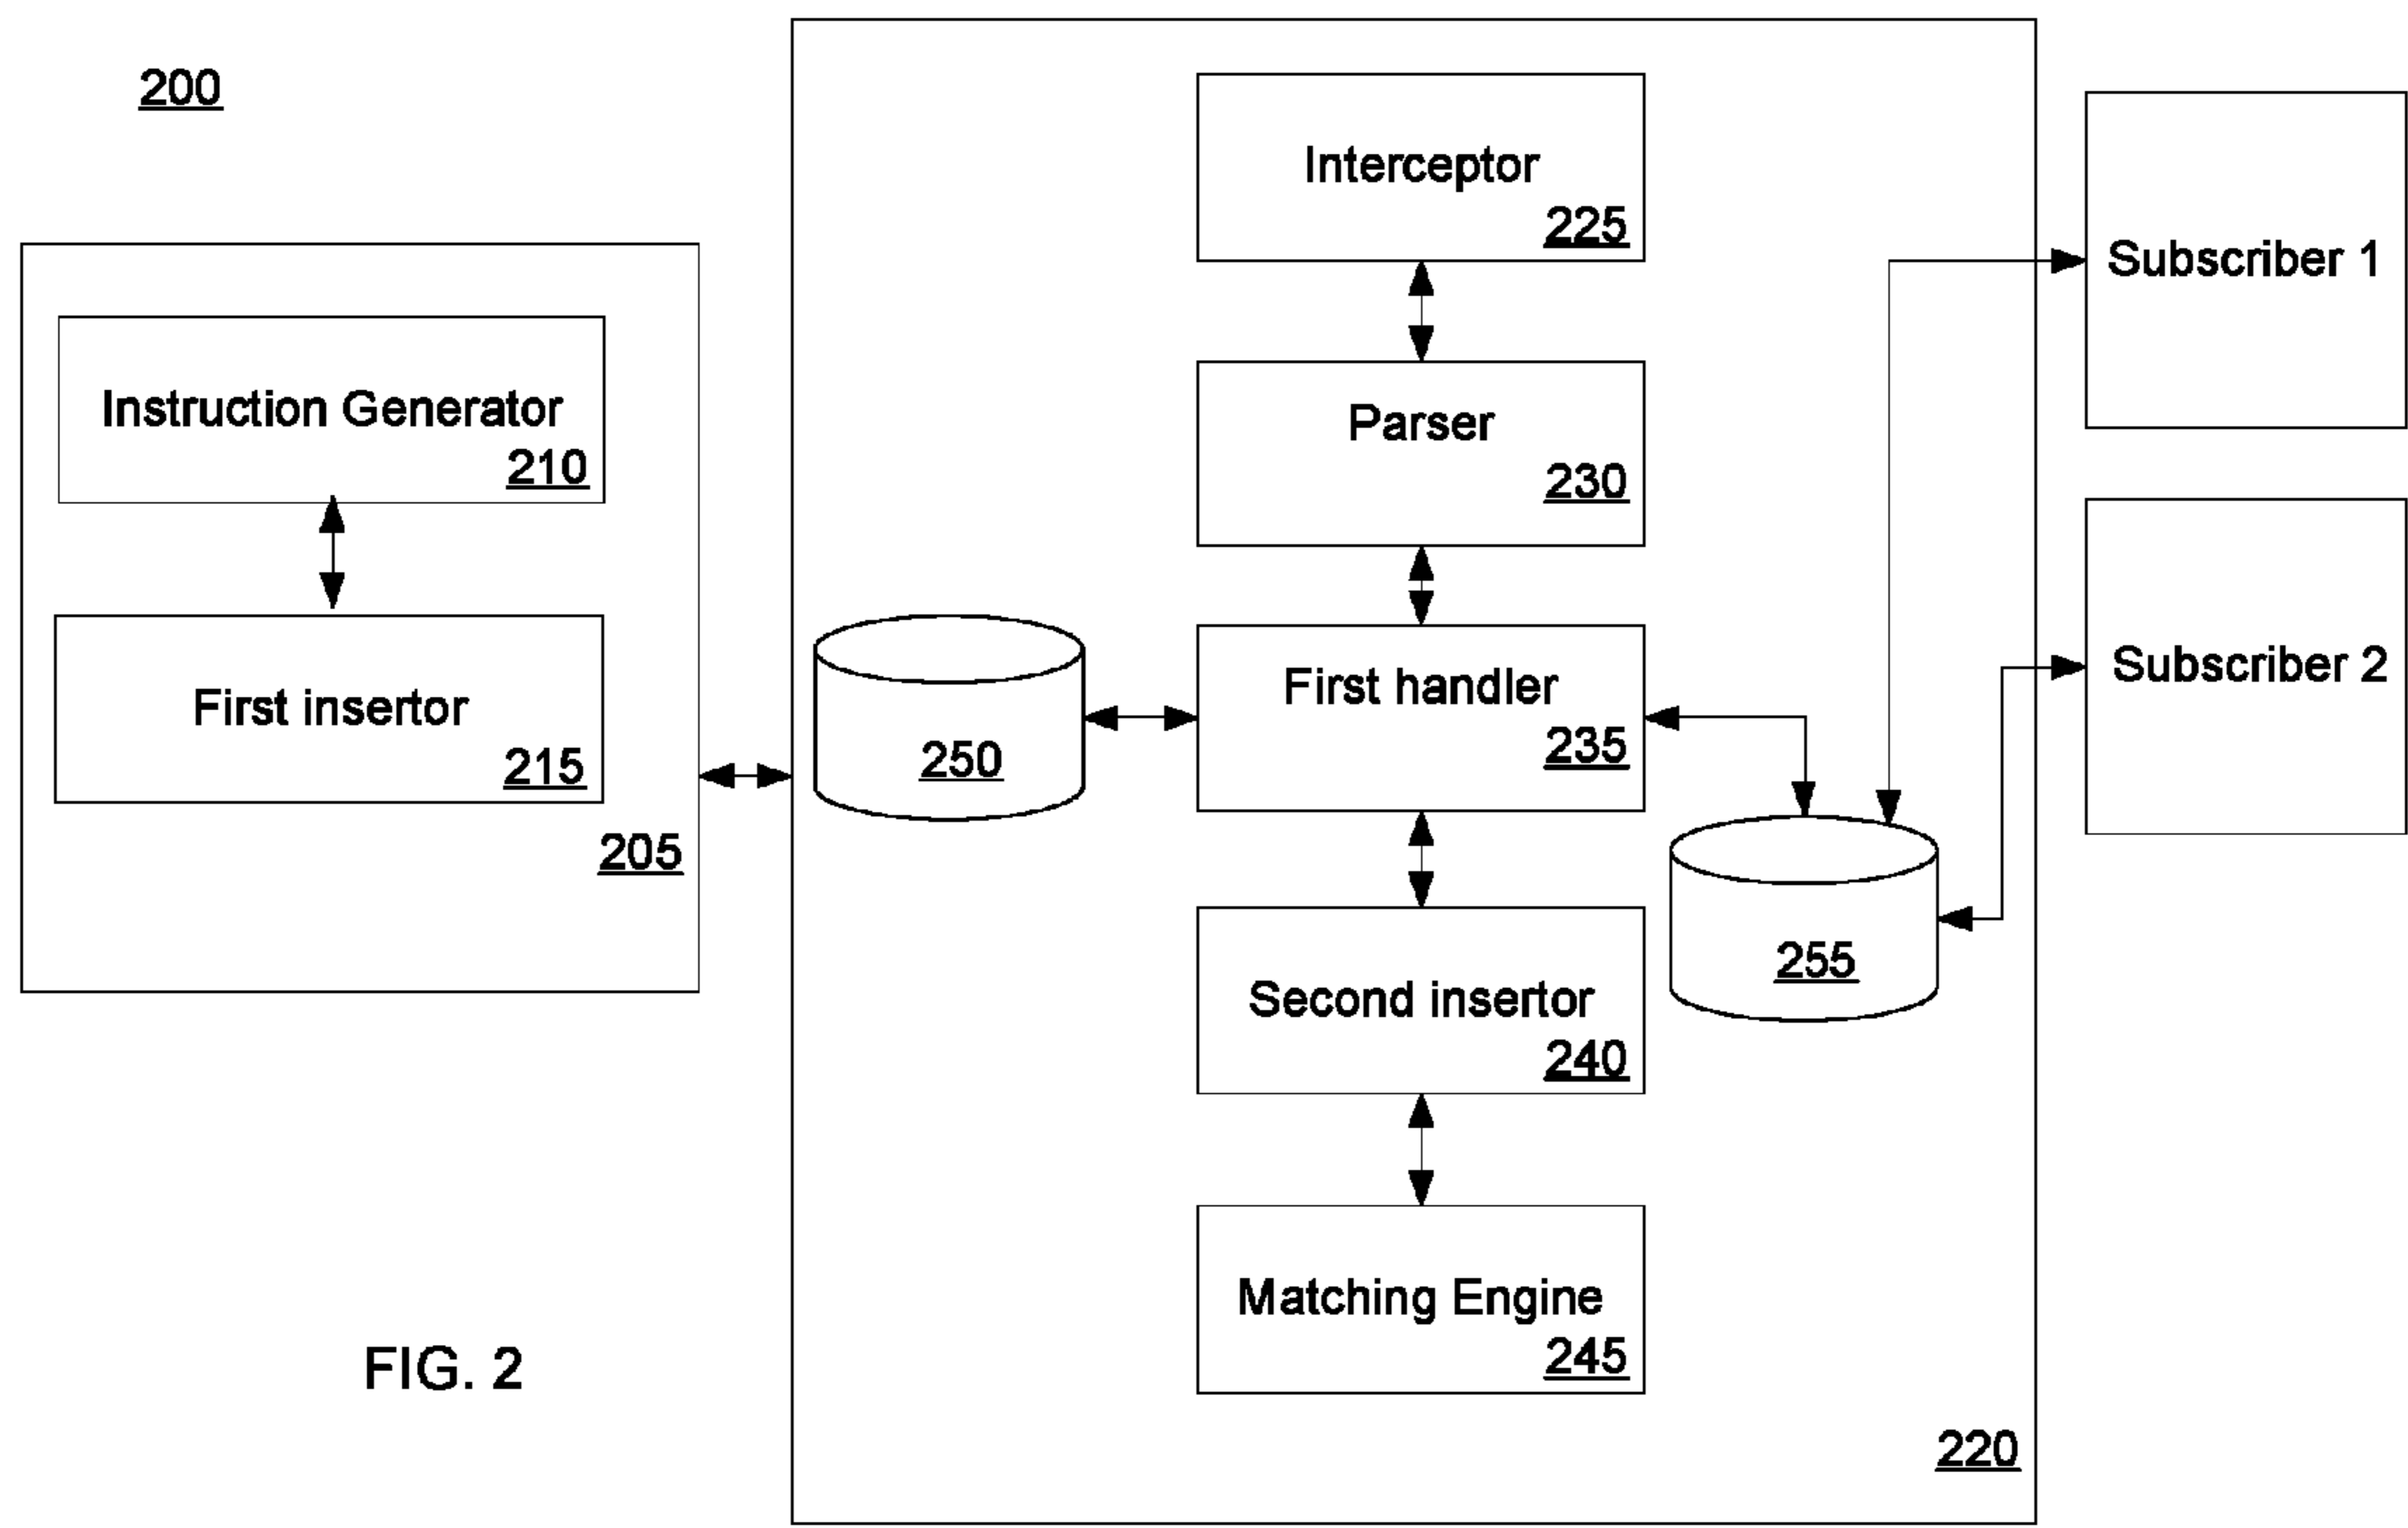 200
Instruction Generator
210
First insertor
215
205
Interceptor
225
Parser
230
First handler
235
250
Second insertor
240
255
Matching Engine
245
220
Subscriber 1
Subscriber 2
FIG. 2